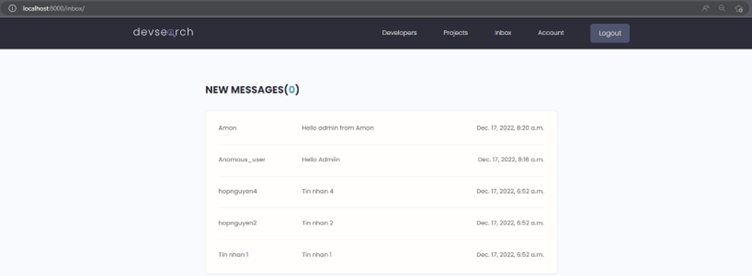 localhost:8000/inbox/
devsearch Developers Projects Inbox Account Logout
NEW MESSAGES(0)
Amon Hello admin from Amon Dec. 17, 2022, 8:20 a.m.
Anomous_user Hello Admiin Dec. 17, 2022, 8:16 a.m.
hopnguyen4 Tin nhan 4 Dec. 17, 2022, 6:52 a.m.
hopnguyen2 Tin nhan 2 Dec. 17, 2022, 6:52 a.m.
Tin nhan 1 Tin nhan 1 Dec. 17, 2022, 6:52 a.m.